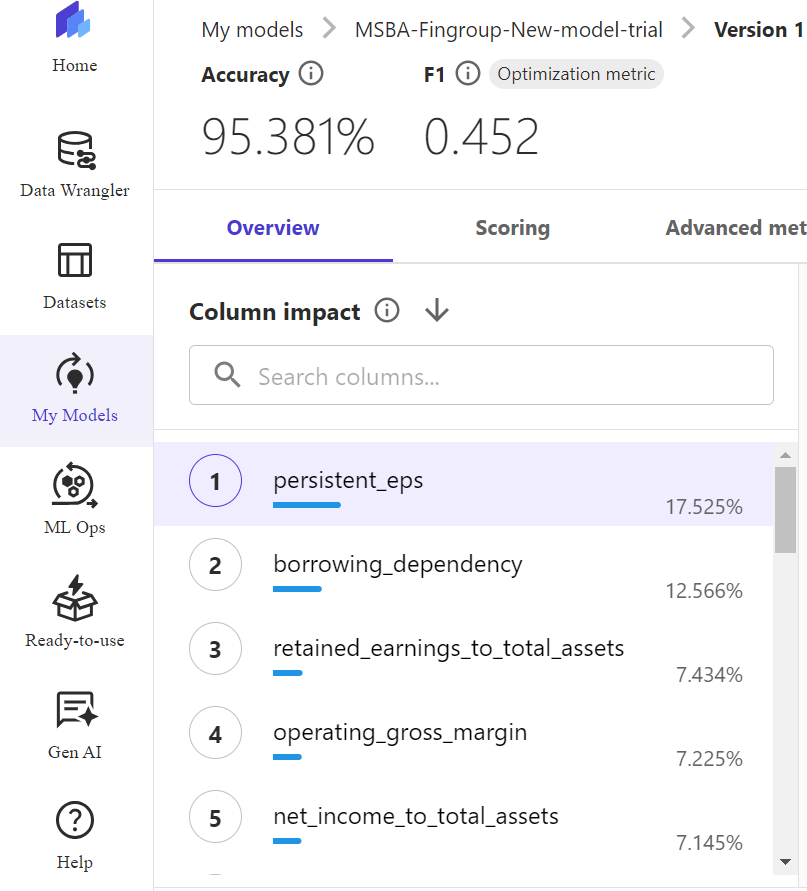 Home
Data Wrangler
Datasets
My Models
ML Ops
Ready-to-use
Gen AI
Help
My models > MSBA-Fingroup-New-model-trial > Version 1
Accuracy F1 Optimization metric
95.381% 0.452
Overview Scoring Advanced met
Column impact
Search columns...
1 persistent_eps 17.525%
2 borrowing_dependency 12.566%
3 retained_earnings_to_total_assets 7.434%
4 operating_gross_margin 7.225%
5 net_income_to_total_assets 7.145%